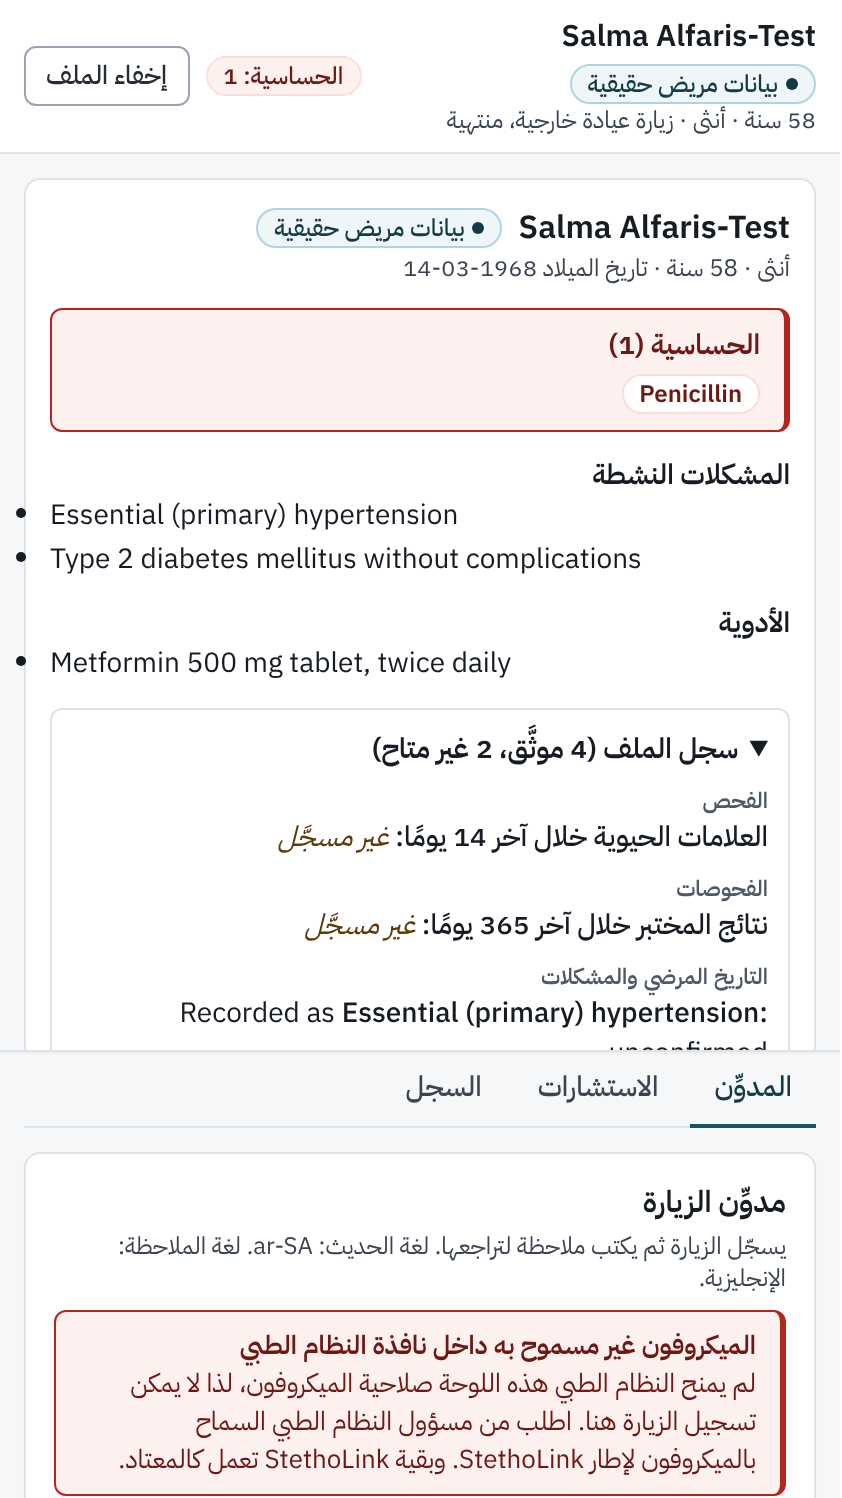 Salma Alfaris-Test
بيانات مريض حقيقية
58 سنة · أنثى · زيارة عيادة خارجية، منتهية
الحساسية: 1
إخفاء الملف
Salma Alfaris-Test بيانات مريض حقيقية
أنثى · 58 سنة · تاريخ الميلاد 1968-03-14
الحساسية (1)
Penicillin
المشكلات النشطة
Essential (primary) hypertension
Type 2 diabetes mellitus without complications
الأدوية
Metformin 500 mg tablet, twice daily
سجل الملف (4 موثَّق، 2 غير متاح)
الفحص
العلامات الحيوية خلال آخر 14 يومًا: غير مسجَّل
الفحوصات
نتائج المختبر خلال آخر 365 يومًا: غير مسجَّل
التاريخ المرضي والمشكلات
Recorded as Essential (primary) hypertension:
unconfirmed
المدوِّن
الاستشارات
السجل
مدوِّن الزيارة
يسجّل الزيارة ثم يكتب ملاحظة لتراجعها. لغة الحديث: ar-SA. لغة الملاحظة:
الإنجليزية.
الميكروفون غير مسموح به داخل نافذة النظام الطبي
لم يمنح النظام الطبي هذه اللوحة صلاحية الميكروفون، لذا لا يمكن
تسجيل الزيارة هنا. اطلب من مسؤول النظام الطبي السماح
بالميكروفون لإطار StethoLink. وبقية StethoLink تعمل كالمعتاد.